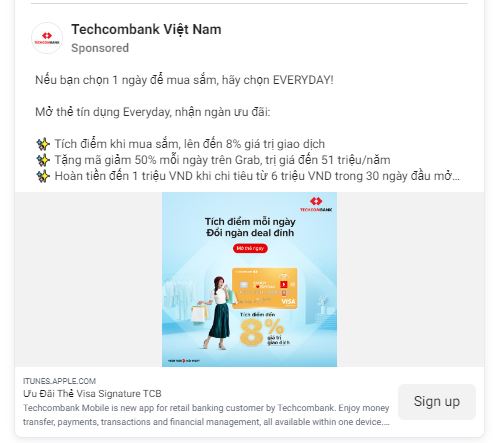 TECHCOMBANK
Techcombank Việt Nam
Sponsored
Nếu bạn chọn 1 ngày để mua sắm, hãy chọn EVERYDAY!
Mở thẻ tín dụng Everyday, nhận ngàn ưu đãi:
✨ Tích điểm khi mua sắm, lên đến 8% giá trị giao dịch
✨ Tặng mã giảm 50% mỗi ngày trên Grab, trị giá đến 51 triệu/năm
✨ Hoàn tiền đến 1 triệu VND khi chi tiêu từ 6 triệu VND trong 30 ngày đầu mở...
TECHCOMBANK
Tích điểm mỗi ngày
Đổi ngàn deal đỉnh
Mở thẻ ngay
VISA
Tích điểm đến
8% giá trị
giao dịch
ITUNES.APPLE.COM
Ưu Đãi Thẻ Visa Signature TCB
Techcombank Mobile is new app for retail banking customer by Techcombank. Enjoy money
transfer, payments, transactions and financial management, all available within one device....
Sign up